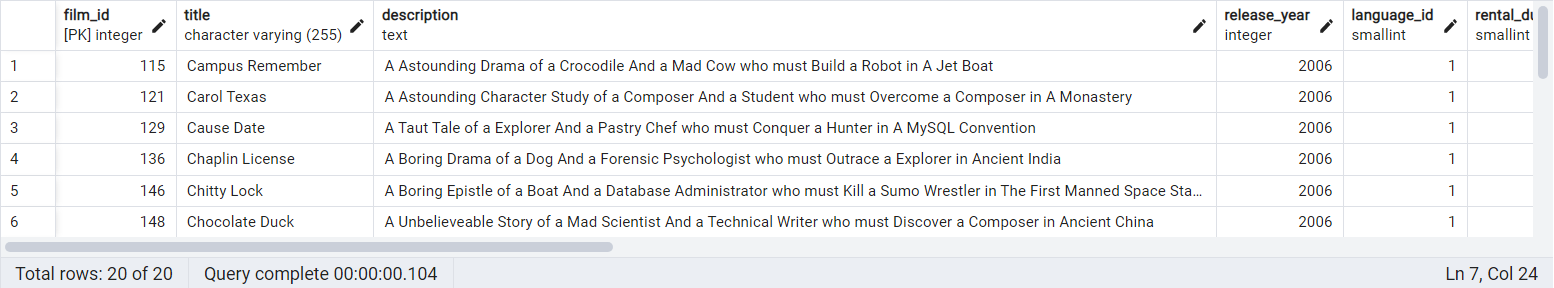 film_id title description release_year language_id rental_du
[PK] integer character varying (255) text integer smallint smallint
1 115 Campus Remember A Astounding Drama of a Crocodile And a Mad Cow who must Build a Robot in A Jet Boat 2006 1
2 121 Carol Texas A Astounding Character Study of a Composer And a Student who must Overcome a Composer in A Monastery 2006 1
3 129 Cause Date A Taut Tale of a Explorer And a Pastry Chef who must Conquer a Hunter in A MySQL Convention 2006 1
4 136 Chaplin License A Boring Drama of a Dog And a Forensic Psychologist who must Outrace a Explorer in Ancient India 2006 1
5 146 Chitty Lock A Boring Epistle of a Boat And a Database Administrator who must Kill a Sumo Wrestler in The First Manned Space Sta... 2006 1
6 148 Chocolate Duck A Unbelieveable Story of a Mad Scientist And a Technical Writer who must Discover a Composer in Ancient China 2006 1
Total rows: 20 of 20 Query complete 00:00:00.104 Ln 7, Col 24